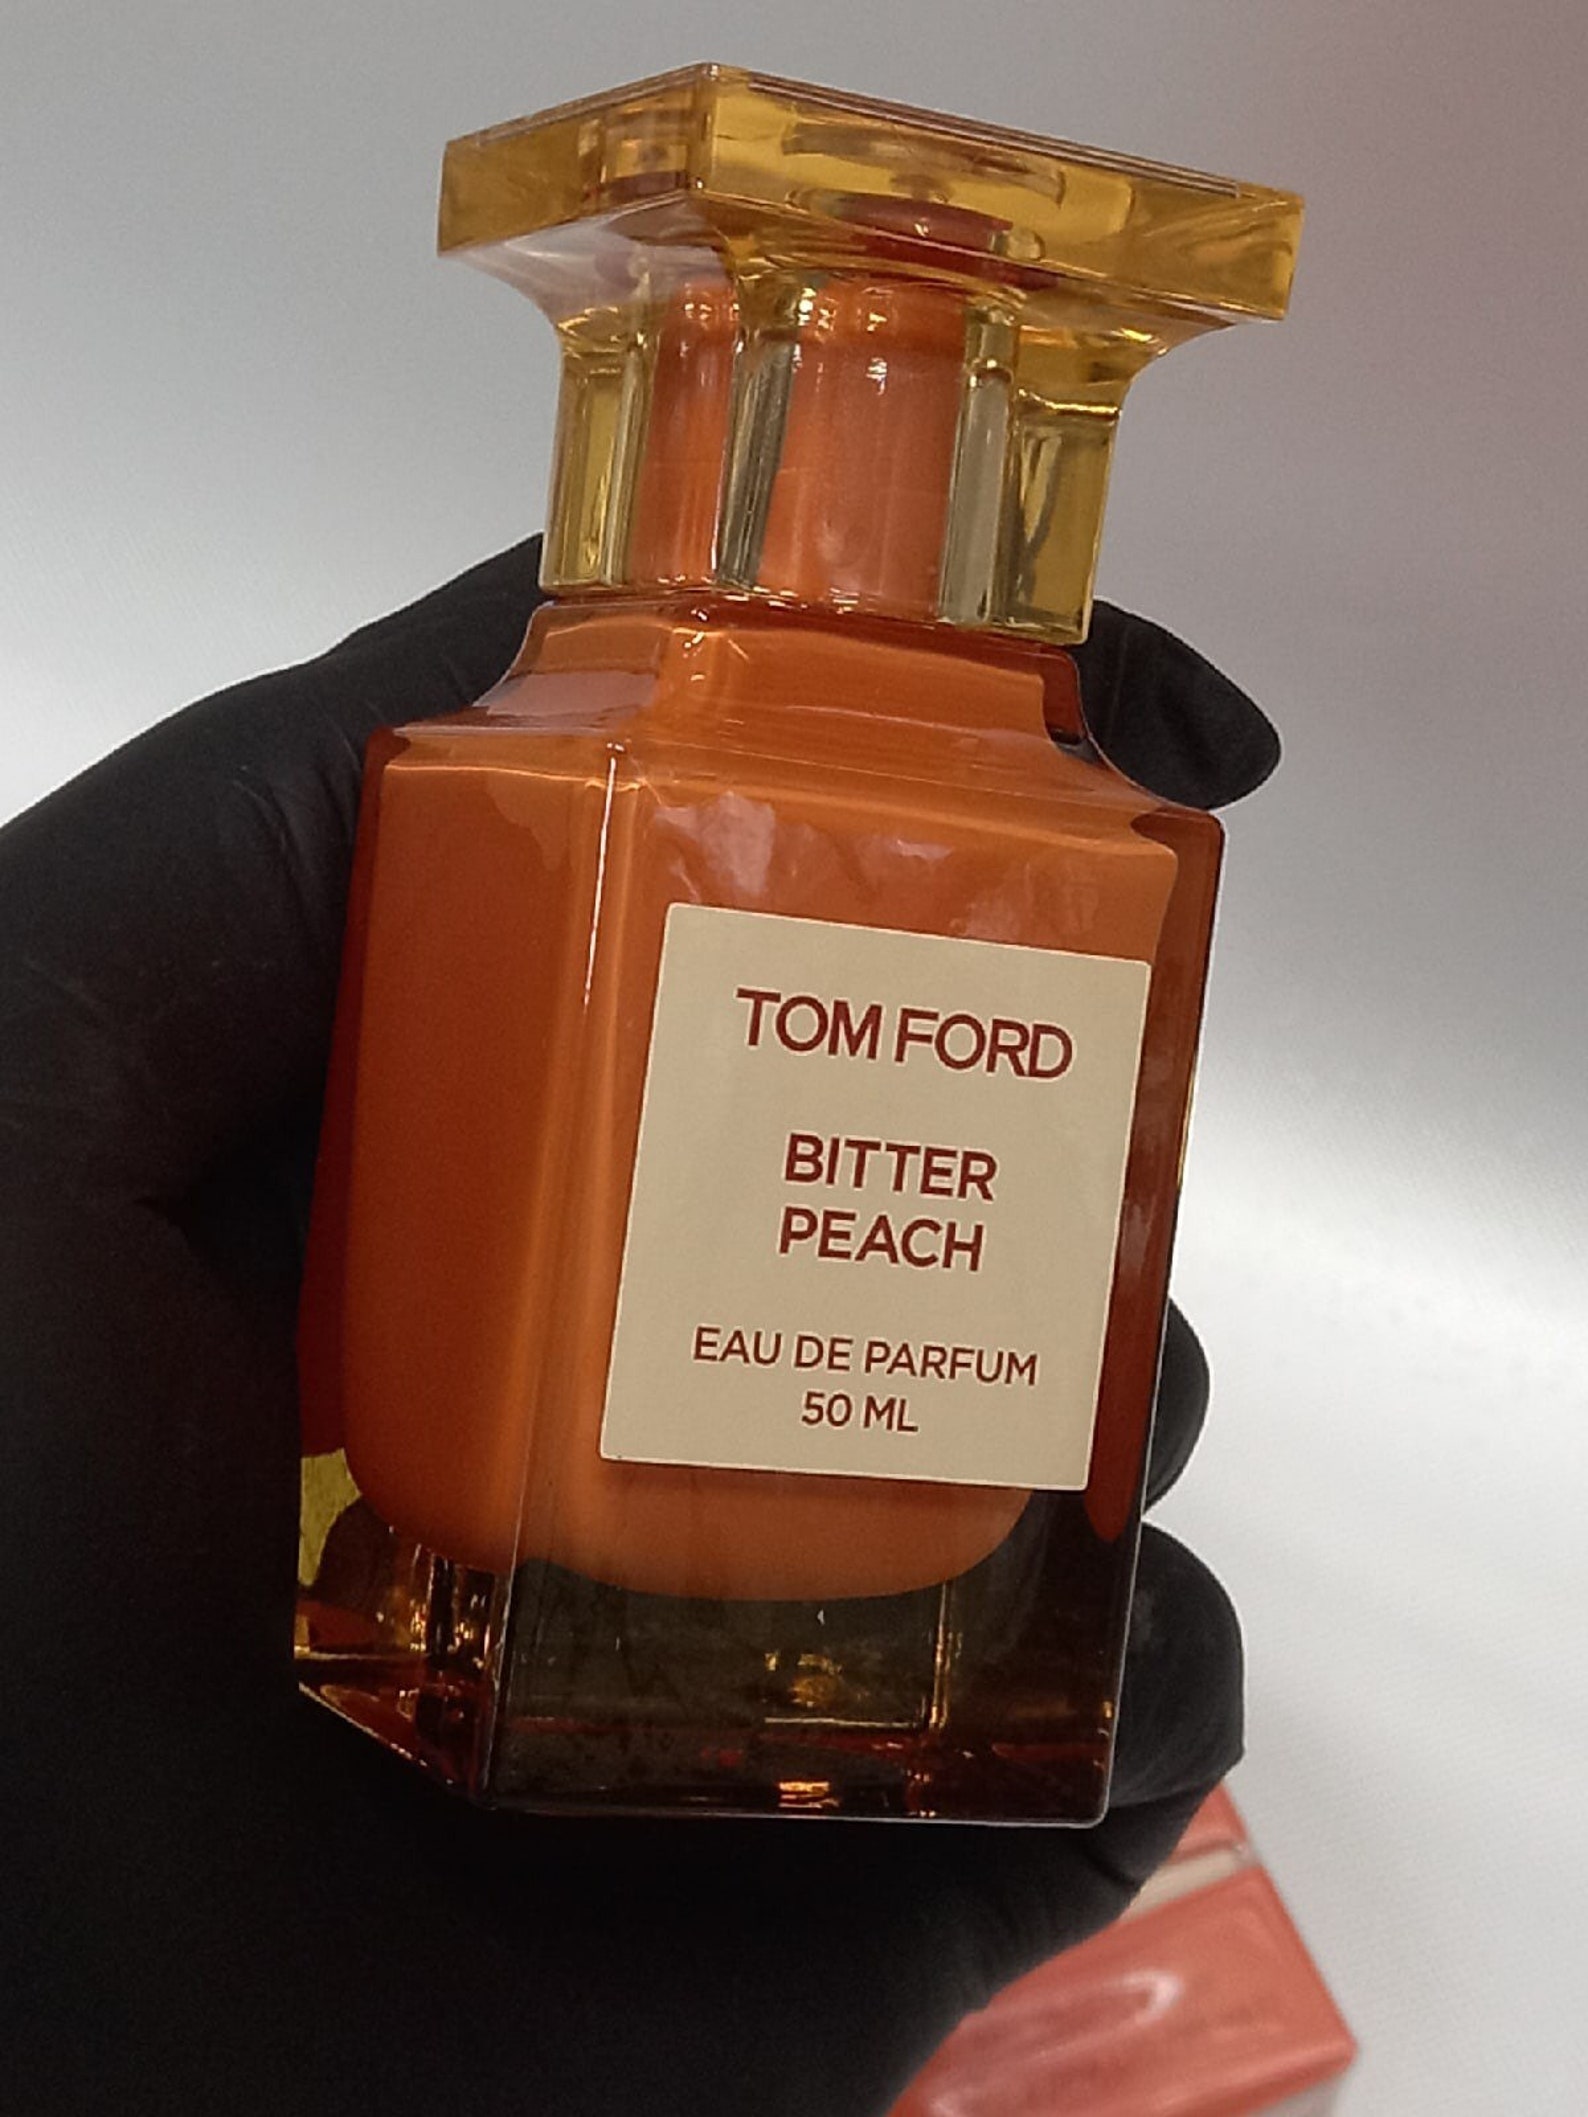 TOM FORD
BITTER
PEACH
EAU DE PARFUM
50 ML